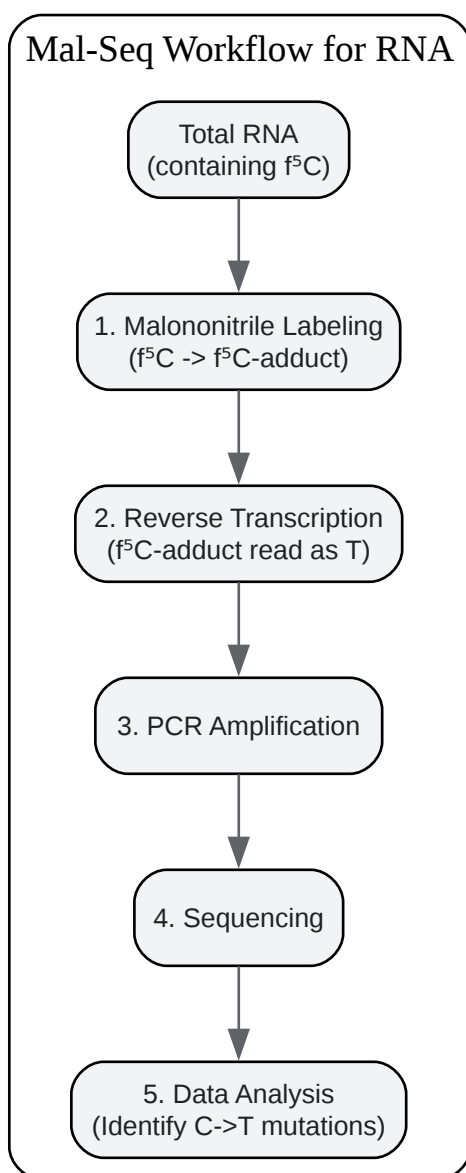 Mal-Seq Workflow for RNA
Total RNA
(containing f⁵C)
1. Malononitrile Labeling
(f⁵C -> f⁵C-adduct)
2. Reverse Transcription
(f⁵C-adduct read as T)
3. PCR Amplification
4. Sequencing
5. Data Analysis
(Identify C->T mutations)